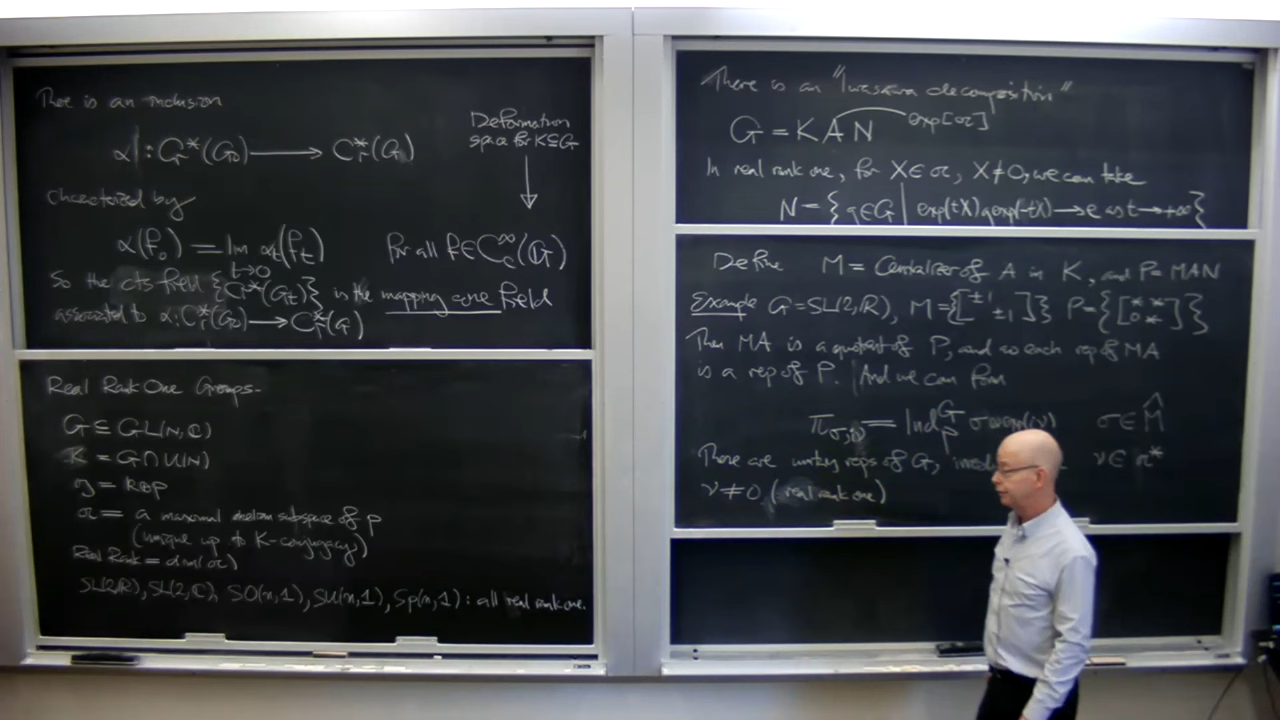 There is an inclusion
α : C*r(G0) ⟶ C*r(G)
Deformation
space for K⊆G
characterized by
α(f0) = lim αt(ft) for all f∈C∞c(𝔾)
t→0
So the cts field {C*r(Gt)} is the mapping cone field
associated to α: C*r(G0)⟶C*r(G)
Real Rank One Groups-
G ⊆ GL(N,ℂ)
K = G∩U(N)
𝔤 = 𝔨⊕𝔭
𝔞 = a maximal abelian subspace of 𝔭
(unique up to K-conjugacy)
Real Rank = dim(𝔞)
SL(2,ℝ), SL(2,ℂ), SO(n,1), SU(n,1), Sp(n,1) : all real rank one.
There is an "Iwasawa decomposition"
G = KAN exp[𝔞]
In real rank one, for X∈𝔞, X≠0, we can take
N = {g∈G | exp(tX)g exp(-tX)⟶e as t→+∞}
Define M = Centralizer of A in K, and P=MAN
Example G=SL(2,ℝ), M={[±1 ±1]} P={[* * 0 *]}
Then MA is a quotient of P, and so each rep of MA
is a rep of P. And we can form
πσ,iν = Ind G P σ⊗exp(iν) σ∈M̂
There are unitary reps of G, ν∈𝔞*
ν≠0 (real rank one)